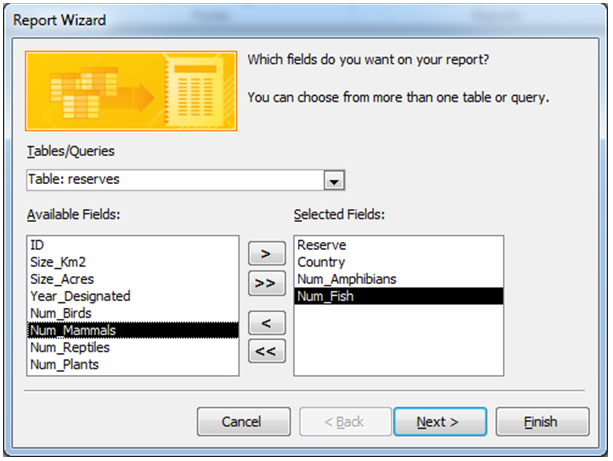 Report Wizard
Which fields do you want on your report?
You can choose from more than one table or query.
Tables/Queries
Table: reserves
Available Fields:
Selected Fields:
ID
Size_Km2
Size_Acres
Year_Designated
Num_Birds
Num_Mammals
Num_Reptiles
Num_Plants
>
>>
<
<<
Reserve
Country
Num_Amphibians
Num_Fish
Cancel
< Back
Next >
Finish